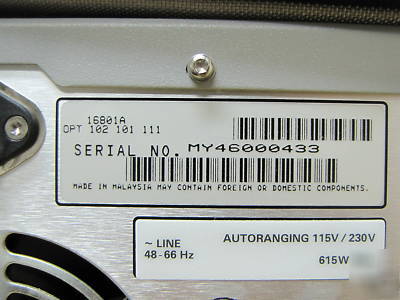 16801A
OPT 102 101 111
SERIAL NO. MY46000433
MADE IN MALAYSIA MAY CONTAIN FOREIGN OR DOMESTIC COMPONENTS.
~ LINE AUTORANGING 115V / 230V
48-66 Hz 615W